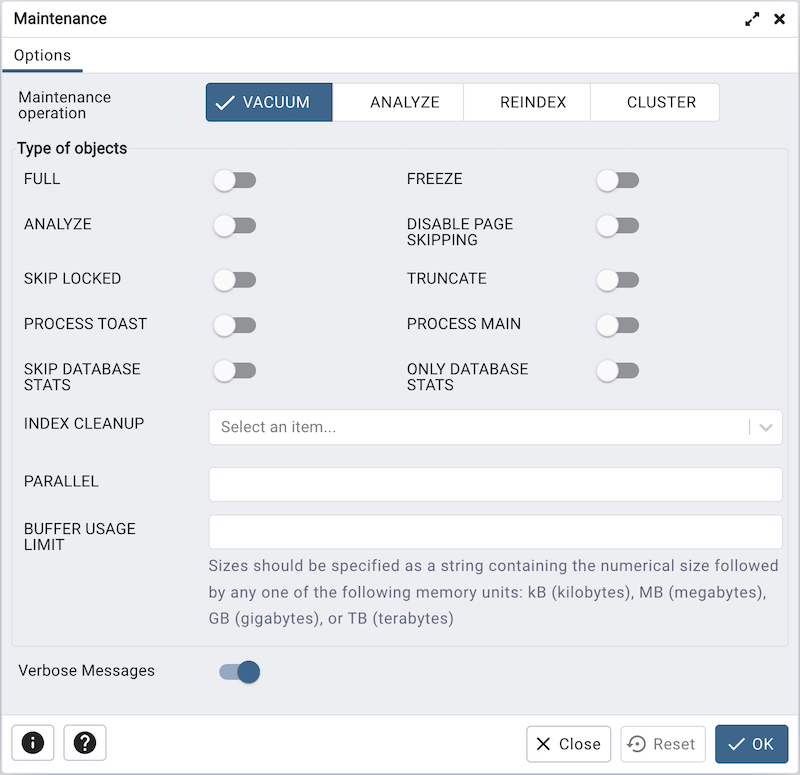 Maintenance
Options
Maintenance
operation
VACUUM
ANALYZE
REINDEX
CLUSTER
Type of objects
FULL
FREEZE
ANALYZE
DISABLE PAGE
SKIPPING
SKIP LOCKED
TRUNCATE
PROCESS TOAST
PROCESS MAIN
SKIP DATABASE
STATS
ONLY DATABASE
STATS
INDEX CLEANUP
Select an item...
PARALLEL
BUFFER USAGE
LIMIT
Sizes should be specified as a string containing the numerical size followed
by any one of the following memory units: kB (kilobytes), MB (megabytes),
GB (gigabytes), or TB (terabytes)
Verbose Messages
Close
Reset
OK